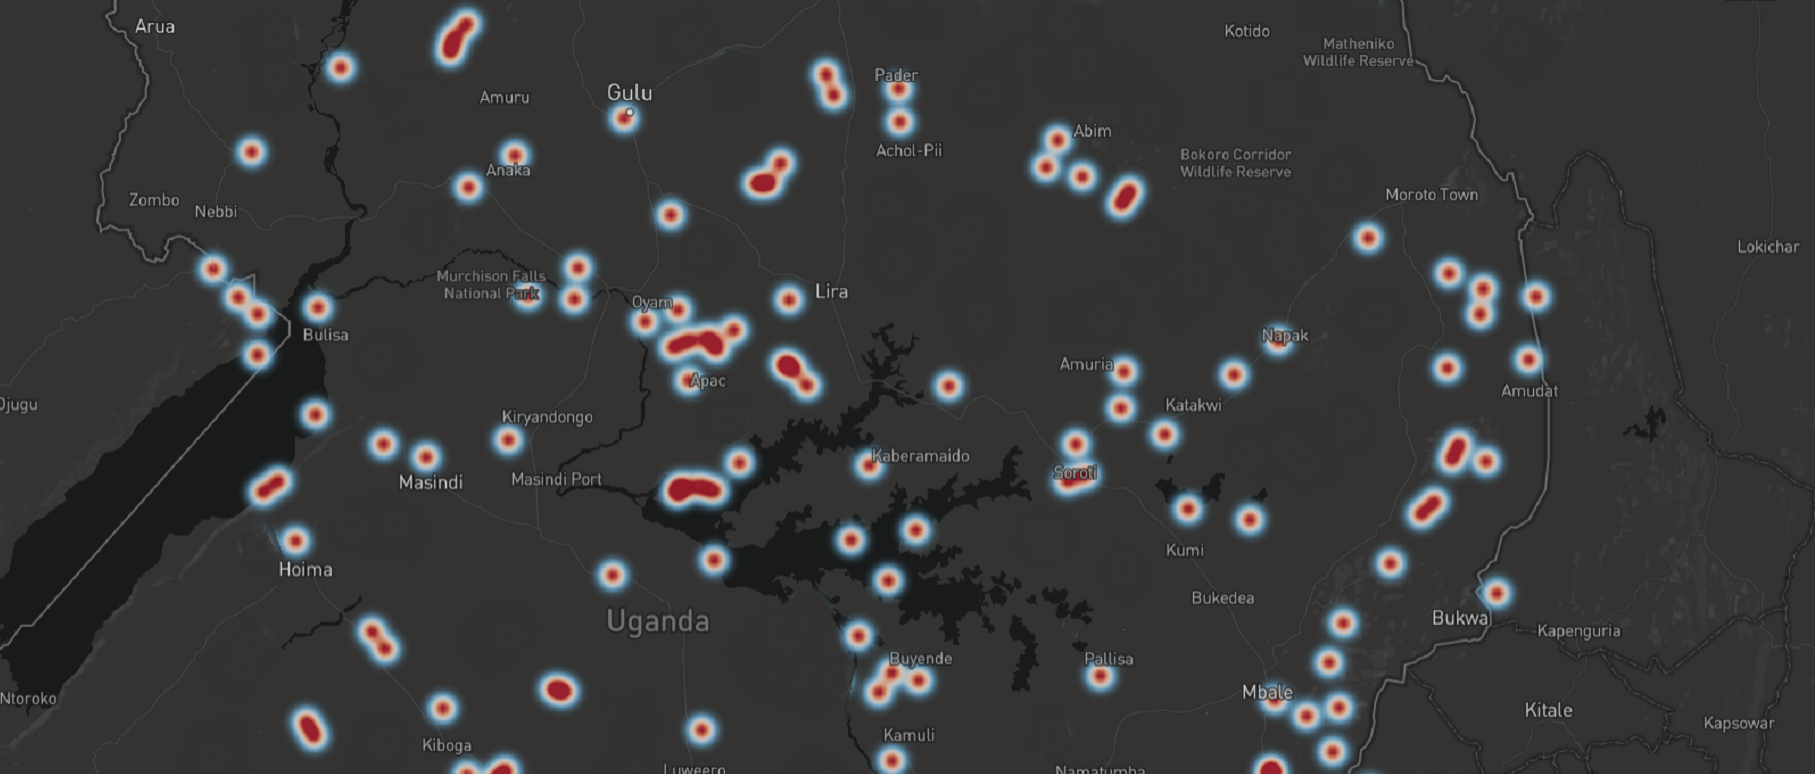 Arua
Kotido
Matheniko
Wildlife Reserve
Pader
Gulu
Amuru
Abim
Achol-Pii
Bokoro Corridor
Wildlife Reserve
Anaka
Zombo
Nebbi
Moroto Town
Lokichar
Murchison Falls
National Park
Oyam
Lira
Bulisa
Napak
Amuria
Apac
Amudat
Djugu
Katakwi
Kiryandongo
Kaberamaido
Masindi
Masindi Port
Soroti
Kumi
Hoima
Bukedea
Uganda
Bukwa
Kapenguria
Buyende
Pallisa
Ntoroko
Mbale
Kitale
Kapsowar
Kiboga
Kamuli
Luweero
Namatumba